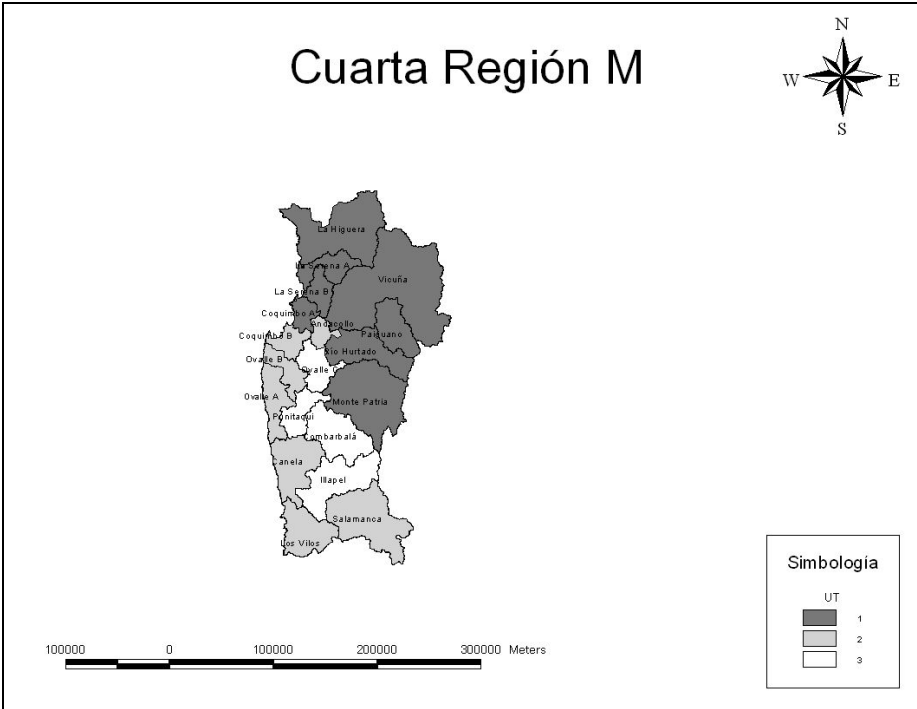 Cuarta Región M
N
W E
S
La Higuera
La Serena A
Vicuña
La Serena B
Coquimbo A
Andacollo
Coquimbo B
Paiguano
Rio Hurtado
Ovalle B
Ovalle C
Ovalle A
Monte Patria
Punitaqui
Combarbalá
Canela
Illapel
Salamanca
Los Vilos
Simbología
UT
1
2
3
100000 0 100000 200000 300000 Meters